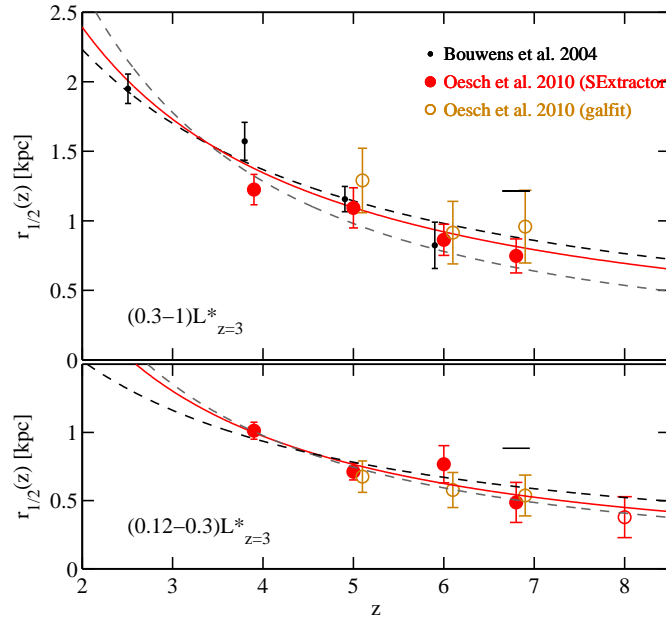 2.5
2
1.5
1
0.5
0
r1/2(z) [kpc]
Bouwens et al. 2004
Oesch et al. 2010 (SExtractor
Oesch et al. 2010 (galfit)
(0.3−1)L*z=3
1
0.5
0
r1/2(z) [kpc]
(0.12−0.3)L*z=3
2 3 4 5 6 7 8
z